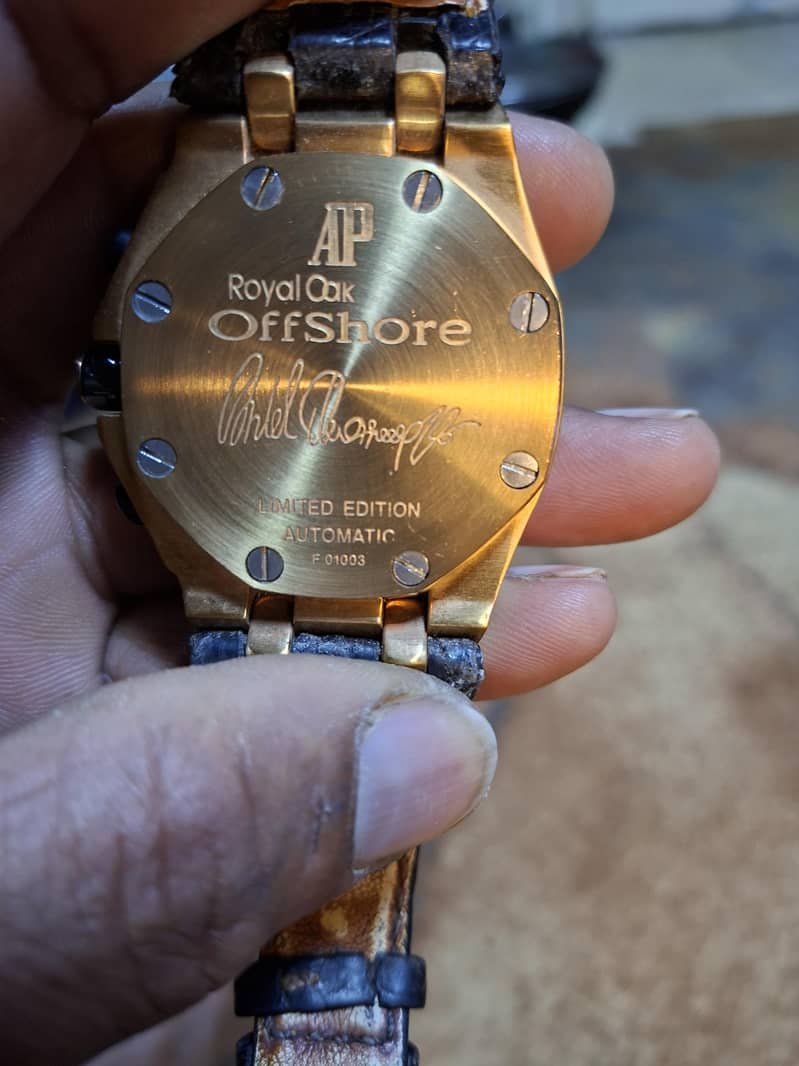 AP
Royal Oak
OffShore
LIMITED EDITION
AUTOMATIC
F 01003